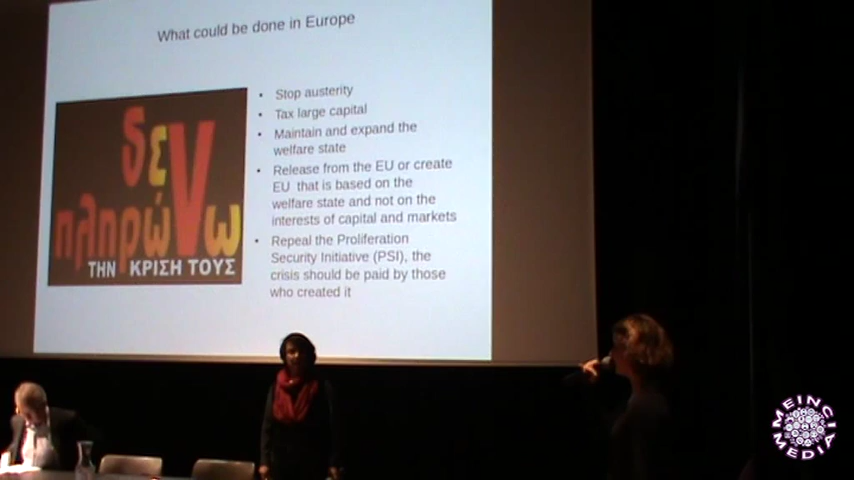 What could be done in Europe
δεν
πληρώνω
ΤΗΝ ΚΡΙΣΗ ΤΟΥΣ
• Stop austerity
• Tax large capital
• Maintain and expand the
welfare state
• Release from the EU or create
EU that is based on the
welfare state and not on the
interests of capital and markets
• Repeal the Proliferation
Security Initiative (PSI), the
crisis should be paid by those
who created it
MEINCI
MEDIA